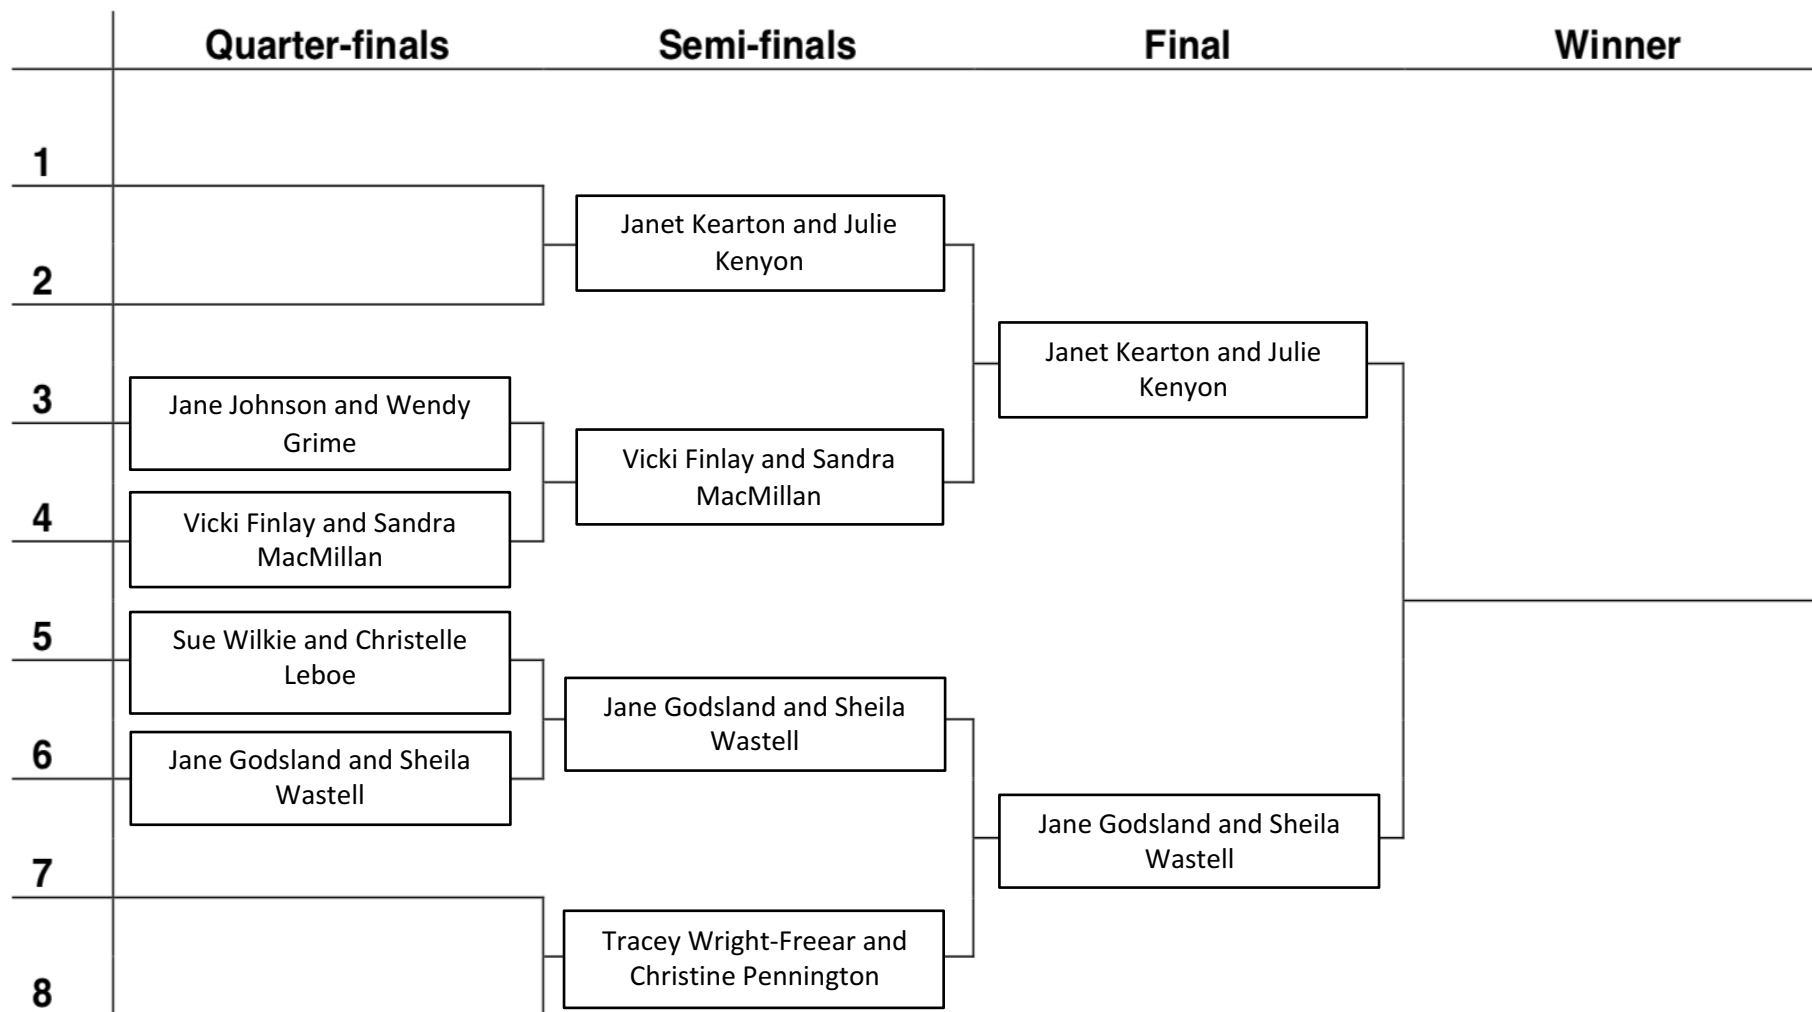 Quarter-finals Semi-finals Final Winner
1
Janet Kearton and Julie
Kenyon
2
Janet Kearton and Julie
Kenyon
3
Jane Johnson and Wendy
Grime
Vicki Finlay and Sandra
MacMillan
4
Vicki Finlay and Sandra
MacMillan
5
Sue Wilkie and Christelle
Leboe
Jane Godsland and Sheila
Wastell
6
Jane Godsland and Sheila
Wastell
Jane Godsland and Sheila
Wastell
7
Tracey Wright-Freear and
Christine Pennington
8